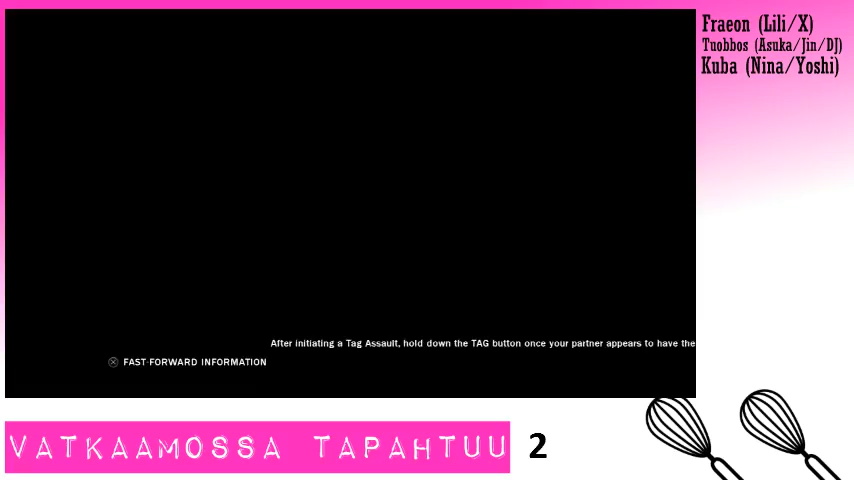 Fraeon (Lili/X)
Tuobbos (Asuka/Jin/DJ)
Kuba (Nina/Yoshi)
After initiating a Tag Assault, hold down the TAG button once your partner appears to have the
FAST-FORWARD INFORMATION
VATKAAMOSSA TAPAHTUU 2